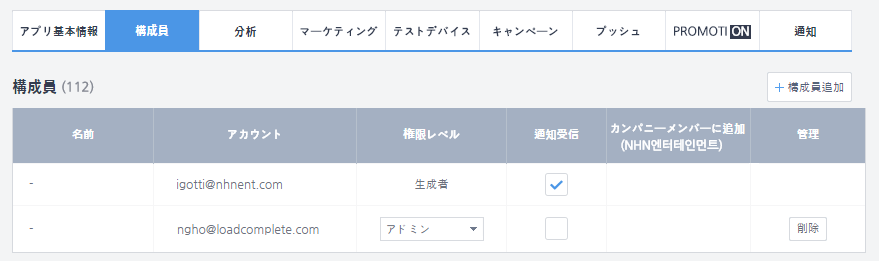 アプリ基本情報 構成員 分析 マーケティング テストデバイス キャンペーン プッシュ PROMOTION 通知
構成員 (112) +構成員追加
名前 アカウント 権限レベル 通知受信 カンパニーメンバーに追加 管理
(NHN엔터테인먼트)
- igotti@nhnent.com 生成者
- ngho@loadcomplete.com アドミン 削除